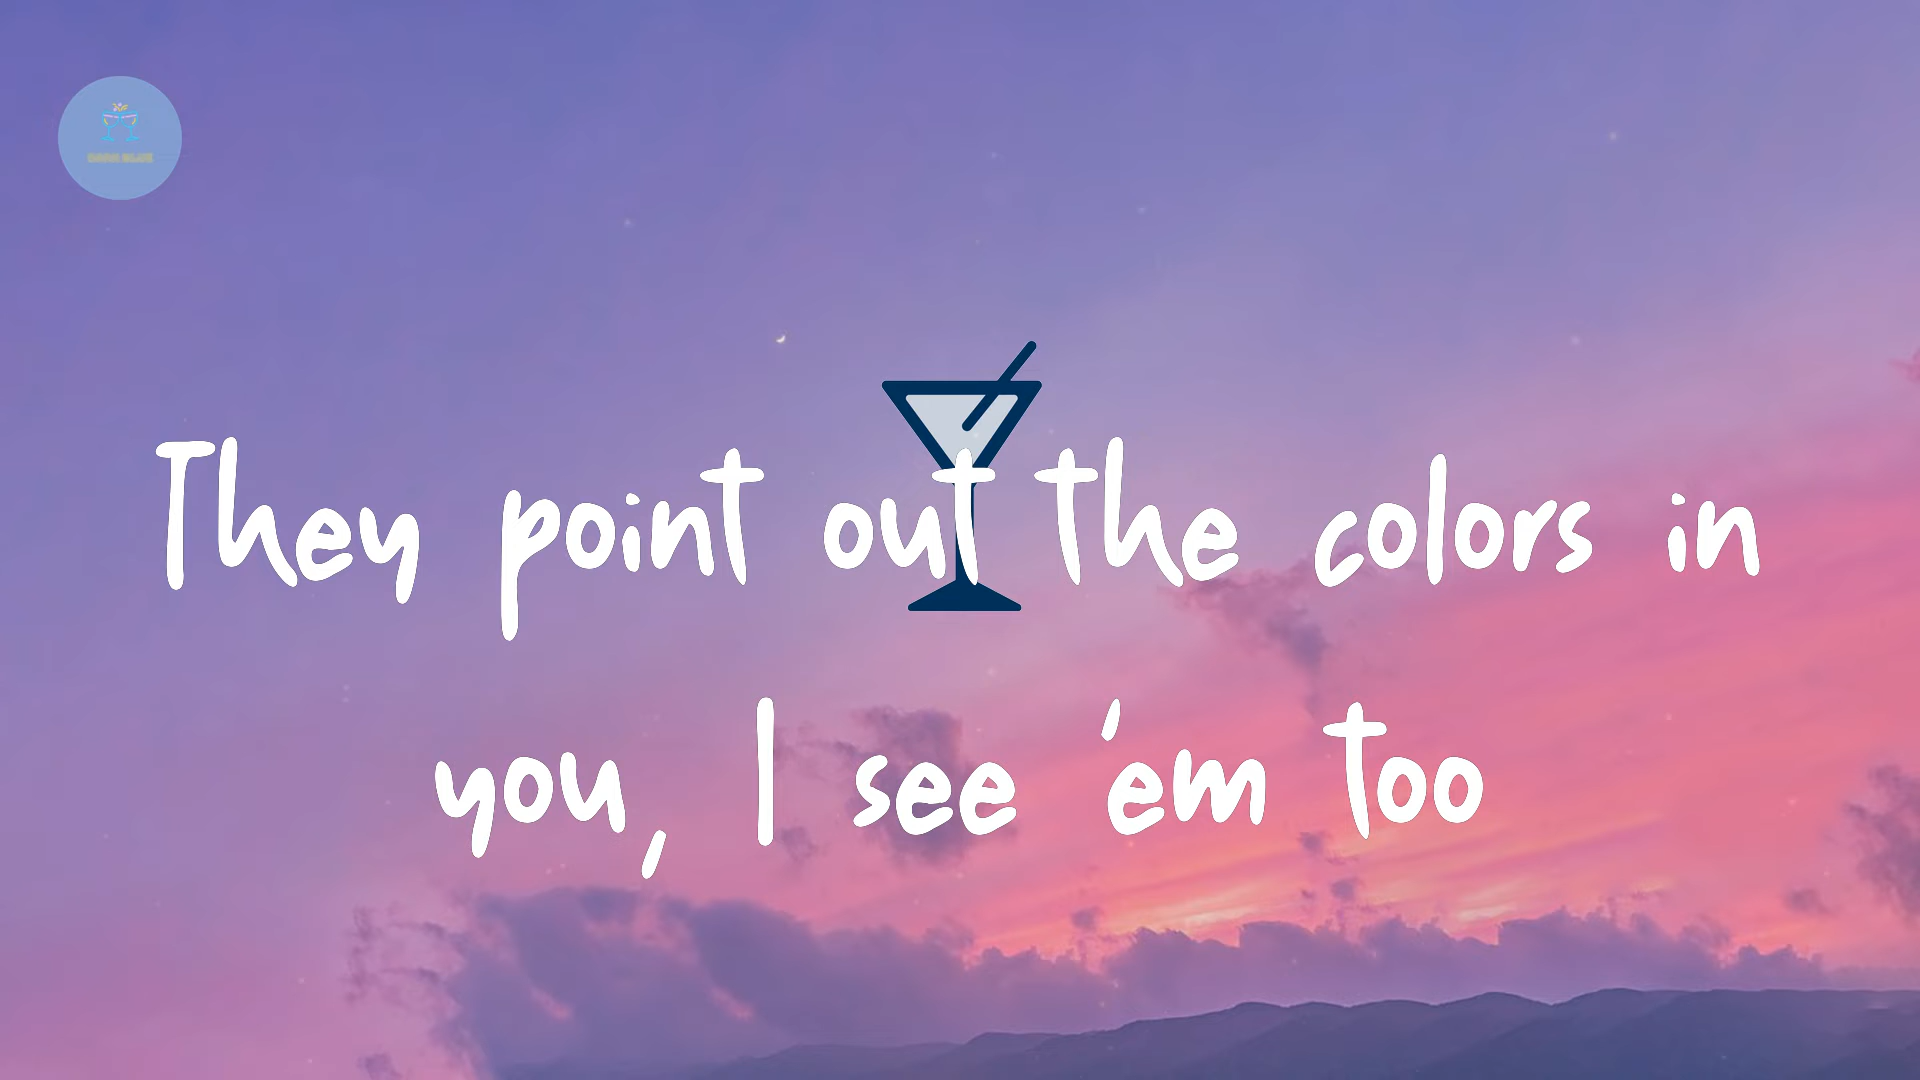 They point out the colors in
you, I see 'em too